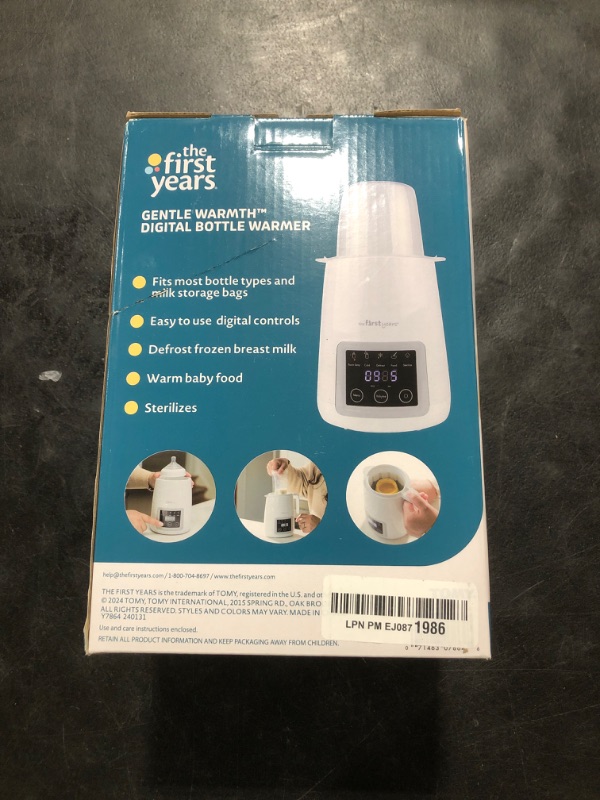 the
first
years
GENTLE WARMTH™
DIGITAL BOTTLE WARMER
Fits most bottle types and
milk storage bags
Easy to use digital controls
Defrost frozen breast milk
Warm baby food
Sterilizes
the first years
09 5
help@thefirstyears.com / 1-800-704-8697 / www.thefirstyears.com
THE FIRST YEARS is the trademark of TOMY, registered in the U.S. and
© 2024 TOMY, TOMY INTERNATIONAL, 2015 SPRING RD., OAK
ALL RIGHTS RESERVED. STYLES AND COLORS MAY VARY. MADE IN
Y7864 240131
Use and care instructions enclosed.
RETAIN ALL PRODUCT INFORMATION AND KEEP PACKAGING AWAY FROM CHILDREN.
LPN PM EJ087 1986